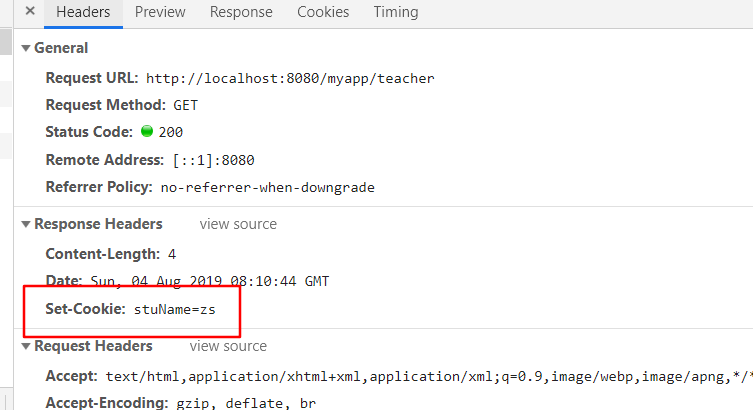 × Headers Preview Response Cookies Timing
▼ General
Request URL: http://localhost:8080/myapp/teacher
Request Method: GET
Status Code: 200
Remote Address: [::1]:8080
Referrer Policy: no-referrer-when-downgrade
▼ Response Headers view source
Content-Length: 4
Date: Sun, 04 Aug 2019 08:10:44 GMT
Set-Cookie: stuName=zs
▼ Request Headers view source
Accept: text/html,application/xhtml+xml,application/xml;q=0.9,image/webp,image/apng,*/*
Accept-Encoding: gzip, deflate, br